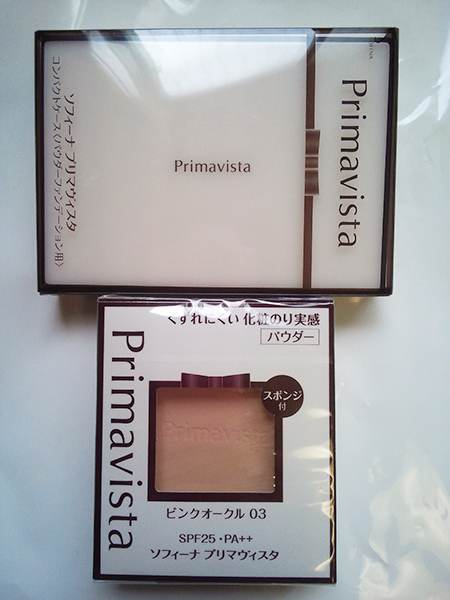 SOFINA
Primavista
Primavista
ソフィーナ プリマヴィスタ
コンパクトケース〈パウダーファンデーション用〉
くずれにくい 化粧のり実感
パウダー
Primavista
スポンジ
付
Primavista
ピンクオークル 03
SPF25・PA++
ソフィーナ プリマヴィスタ